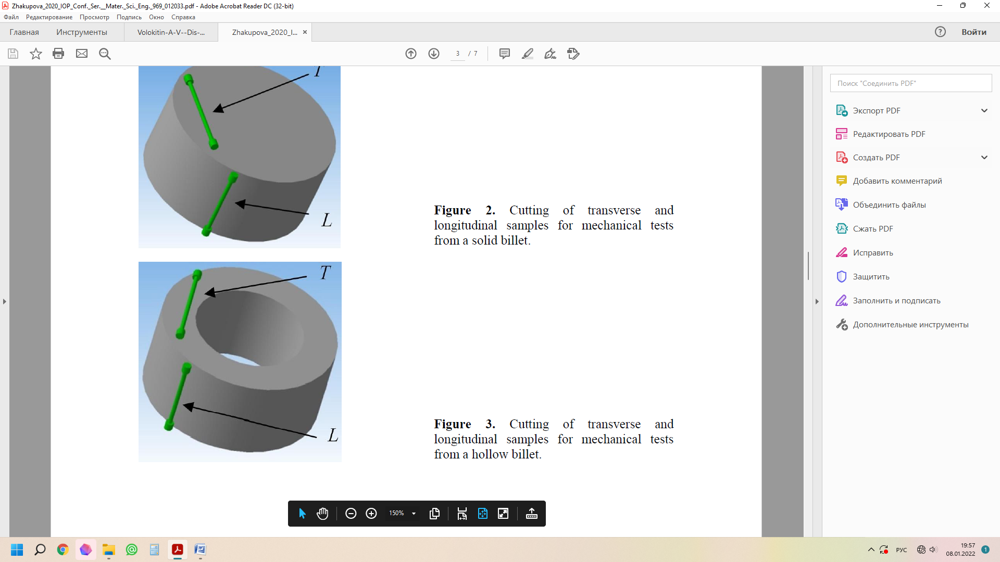 Zhakupova_2020_IOP_Conf._Ser.__Mater._Sci._Eng._969_012033.pdf - Adobe Acrobat Reader DC (32-bit)
Файл Редактирование Просмотр Подпись Окно Справка
Главная Инструменты Volokitin-A-V--Dis-... Zhakupova_2020_I... Войти
3 / 7
Поиск "Соединить PDF"
Экспорт PDF
Редактировать PDF
Создать PDF
Добавить комментарий
Объединить файлы
Сжать PDF
Исправить
Защитить
Заполнить и подписать
Дополнительные инструменты
T
L
Figure 2. Cutting of transverse and
longitudinal samples for mechanical tests
from a solid billet.
T
L
Figure 3. Cutting of transverse and
longitudinal samples for mechanical tests
from a hollow billet.
150%
РУС
19:57
08.01.2022
1